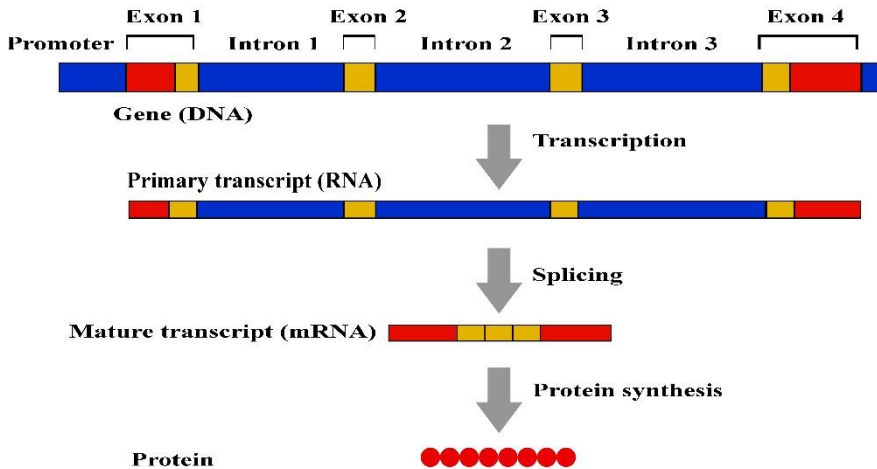 Exon 1 Exon 2 Exon 3 Exon 4
Promoter Intron 1 Intron 2 Intron 3
Gene (DNA)
Transcription
Primary transcript (RNA)
Splicing
Mature transcript (mRNA)
Protein synthesis
Protein